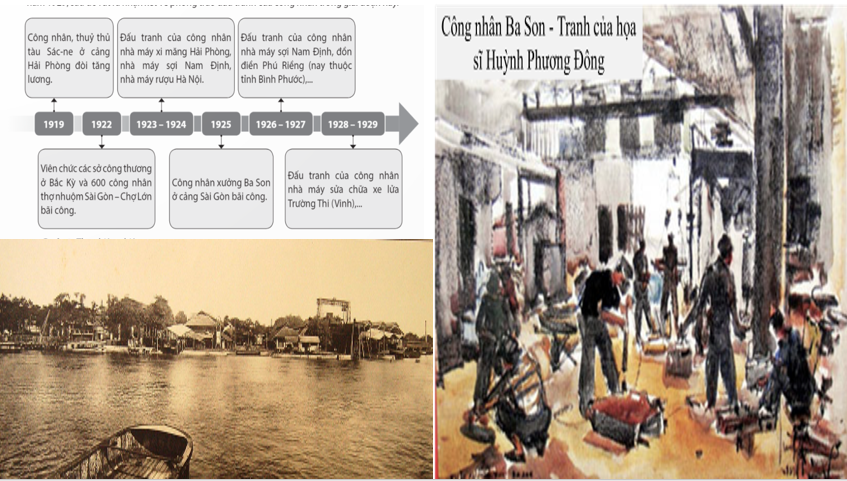 Công nhân, thuỷ thủ
tàu Sác-ne ở cảng
Hải Phòng đòi tăng
lương.
Đấu tranh của công nhân
nhà máy xi măng Hải Phòng,
nhà máy sợi Nam Định,
nhà máy rượu Hà Nội.
Đấu tranh của công nhân
nhà máy sợi Nam Định, đồn
điền Phú Riềng (nay thuộc
tỉnh Bình Phước),...
1919
1922
1923 – 1924
1925
1926 – 1927
1928 – 1929
Viên chức các sở công thương
ở Bắc Kỳ và 600 công nhân
thợ nhuộm Sài Gòn – Chợ Lớn
bãi công.
Công nhân xưởng Ba Son
ở cảng Sài Gòn bãi công.
Đấu tranh của công nhân
nhà máy sửa chữa xe lửa
Trường Thi (Vinh),...
Công nhân Ba Son - Tranh của họa
sĩ Huỳnh Phương Đông